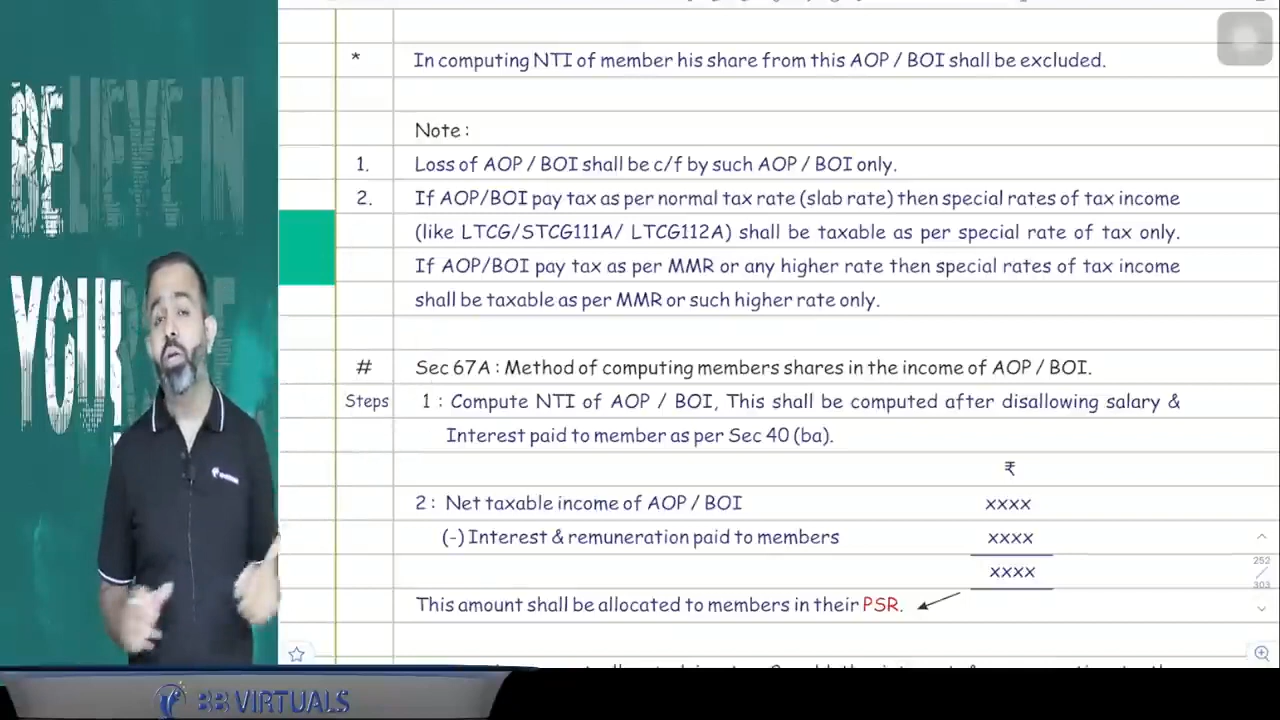 BELIEVE IN
YOU
* In computing NTI of member his share from this AOP / BOI shall be excluded.
Note :
1. Loss of AOP / BOI shall be c/f by such AOP / BOI only.
2. If AOP/BOI pay tax as per normal tax rate (slab rate) then special rates of tax income
(like LTCG/STCG111A/ LTCG112A) shall be taxable as per special rate of tax only.
If AOP/BOI pay tax as per MMR or any higher rate then special rates of tax income
shall be taxable as per MMR or such higher rate only.
# Sec 67A : Method of computing members shares in the income of AOP / BOI.
Steps 1 : Compute NTI of AOP / BOI, This shall be computed after disallowing salary &
Interest paid to member as per Sec 40 (ba).
₹
2 : Net taxable income of AOP / BOI xxxx
(-) Interest & remuneration paid to members xxxx
xxxx
252
/
303
This amount shall be allocated to members in their PSR.
BB VIRTUALS